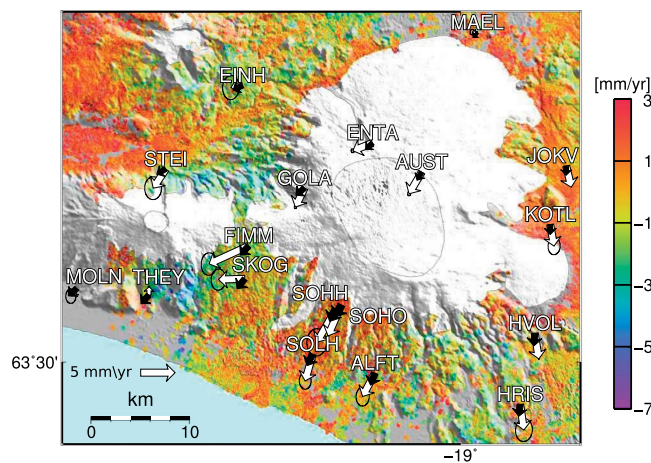 MAEL
[mm/yr]
EINH
3
ENTA
STEI
AUST
JOKV
1
GOLA
KOTL
−1
FIMM
SKOG
−3
MOLN
THEY
SOHH
SOHO
HVOL
−5
SOLH
63°30'
5 mm\yr
ALFT
HRIS
km
−7
0
10
−19°